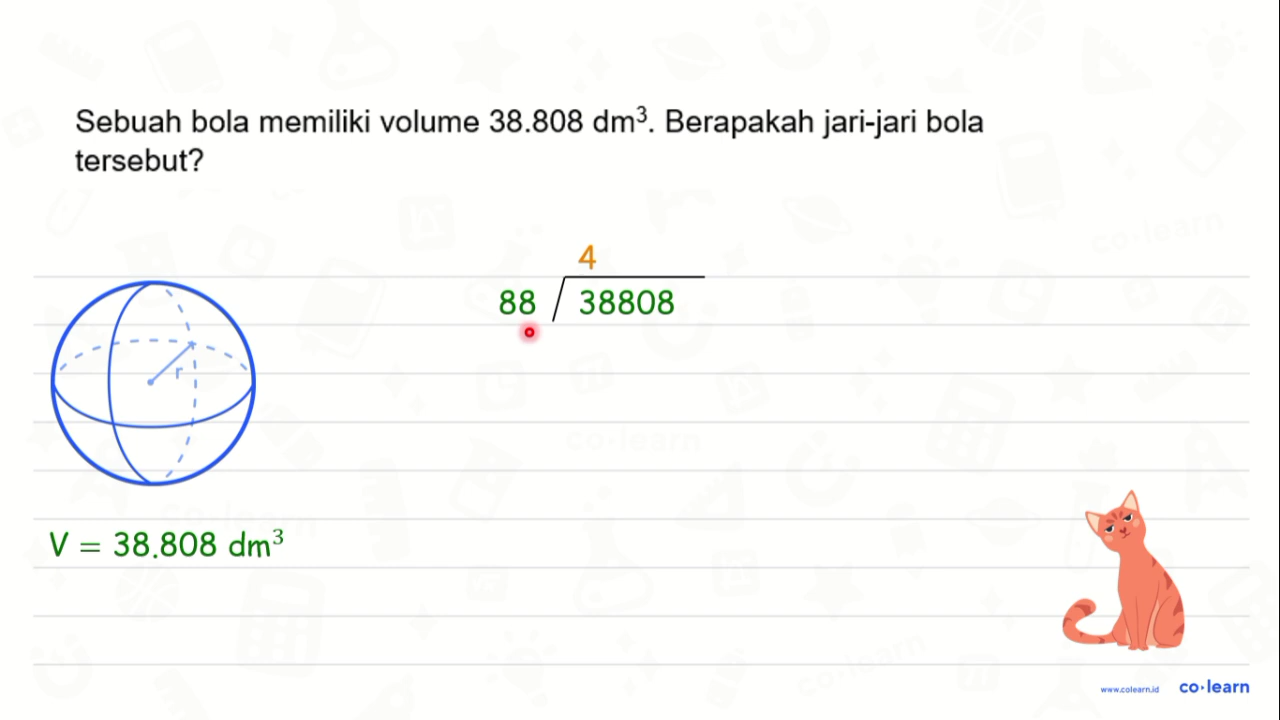 Sebuah bola memiliki volume 38.808 dm³. Berapakah jari-jari bola
tersebut?
4
88 / 38808
r
V = 38.808 dm³
www.colearn.id co·learn